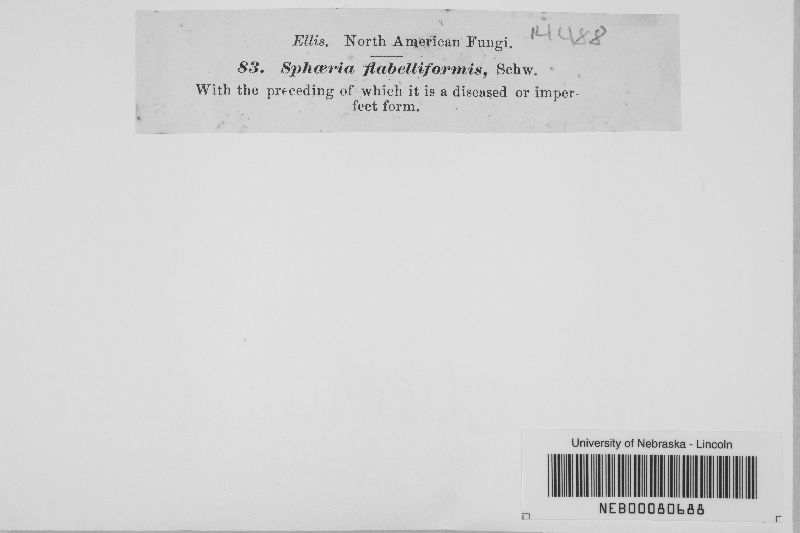 Ellis. North American Fungi. 14488
83. Sphœria flabelliformis, Schw.
With the preceding of which it is a diseased or imper-
fect form.
University of Nebraska - Lincoln
NEB00080688